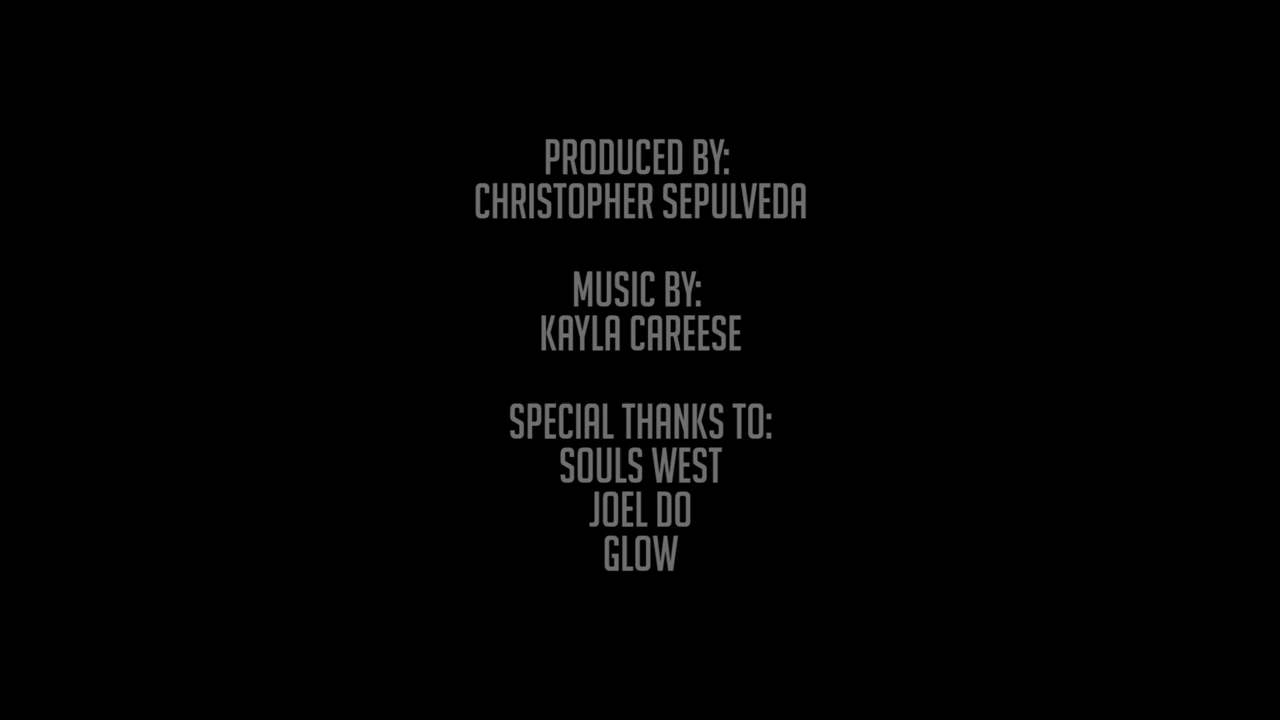 PRODUCED BY:
CHRISTOPHER SEPULVEDA
MUSIC BY:
KAYLA CAREESE
SPECIAL THANKS TO:
SOULS WEST
JOEL DO
GLOW